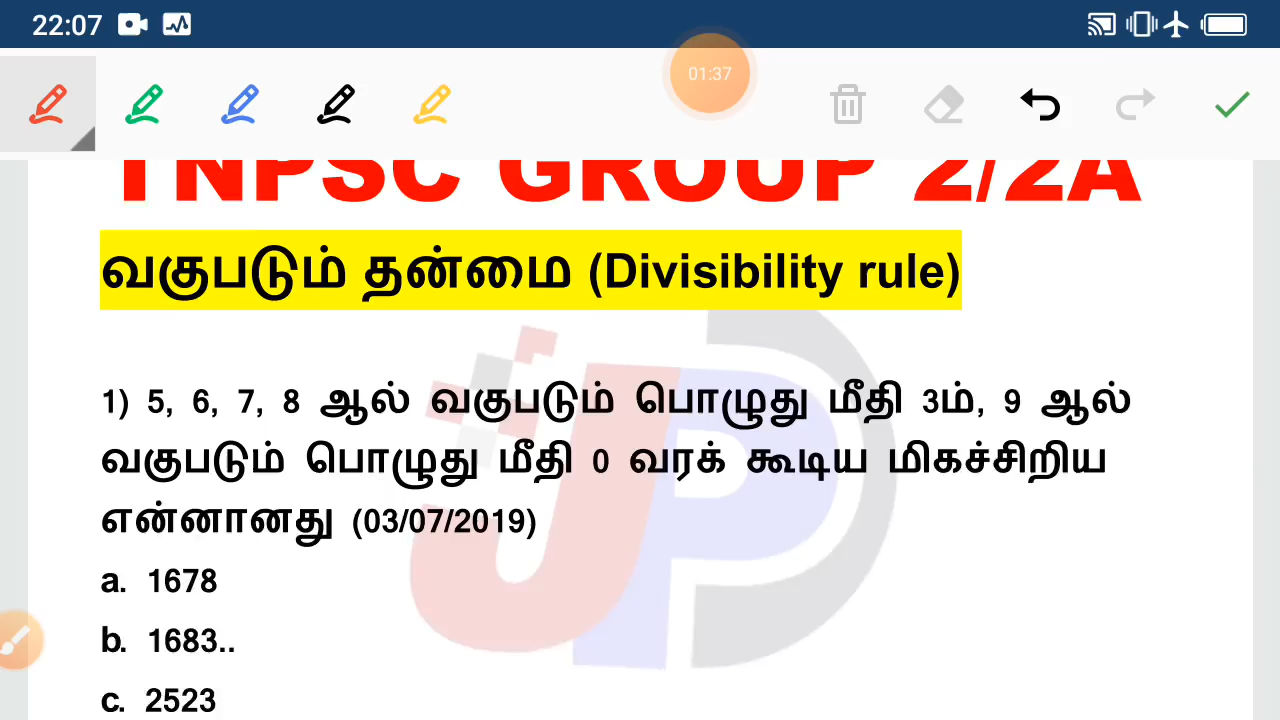 22:07
01:37
TNPSC GROUP 2/2A
வகுபடும் தன்மை (Divisibility rule)
1) 5, 6, 7, 8 ஆல் வகுபடும் பொழுது மீதி 3ம், 9 ஆல்
வகுபடும் பொழுது மீதி 0 வரக் கூடிய மிகச்சிறிய
என்னானது (03/07/2019)
a. 1678
b. 1683..
c. 2523